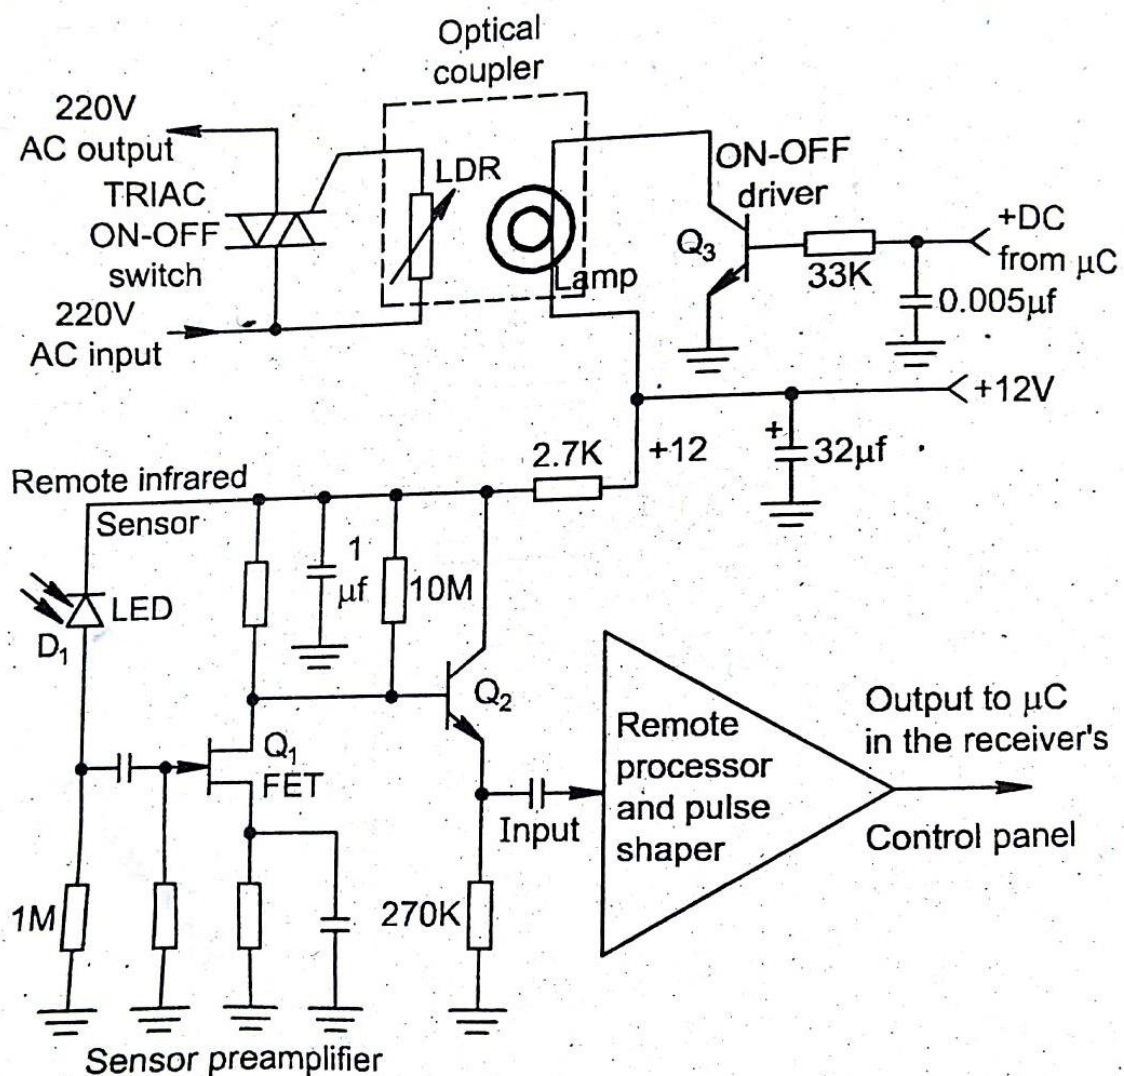 Optical
coupler
220V
AC output
TRIAC
ON-OFF
switch
220V
AC input
LDR
Lamp
ON-OFF
driver
Q3
33K
+DC
from μC
0.005μf
+12V
+
32μf
+12
2.7K
Remote infrared
Sensor
LED
D1
1
μf
10M
Q2
Q1
FET
1M
270K
Input
Remote
processor
and pulse
shaper
Output to μC
in the receiver's
Control panel
Sensor preamplifier